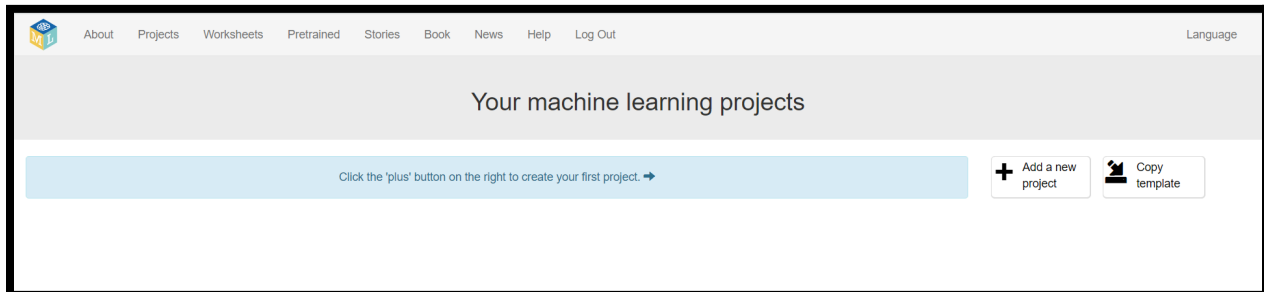 ML
About Projects Worksheets Pretrained Stories Book News Help Log Out Language
Your machine learning projects
Click the 'plus' button on the right to create your first project.
Add a new
project
Copy
template